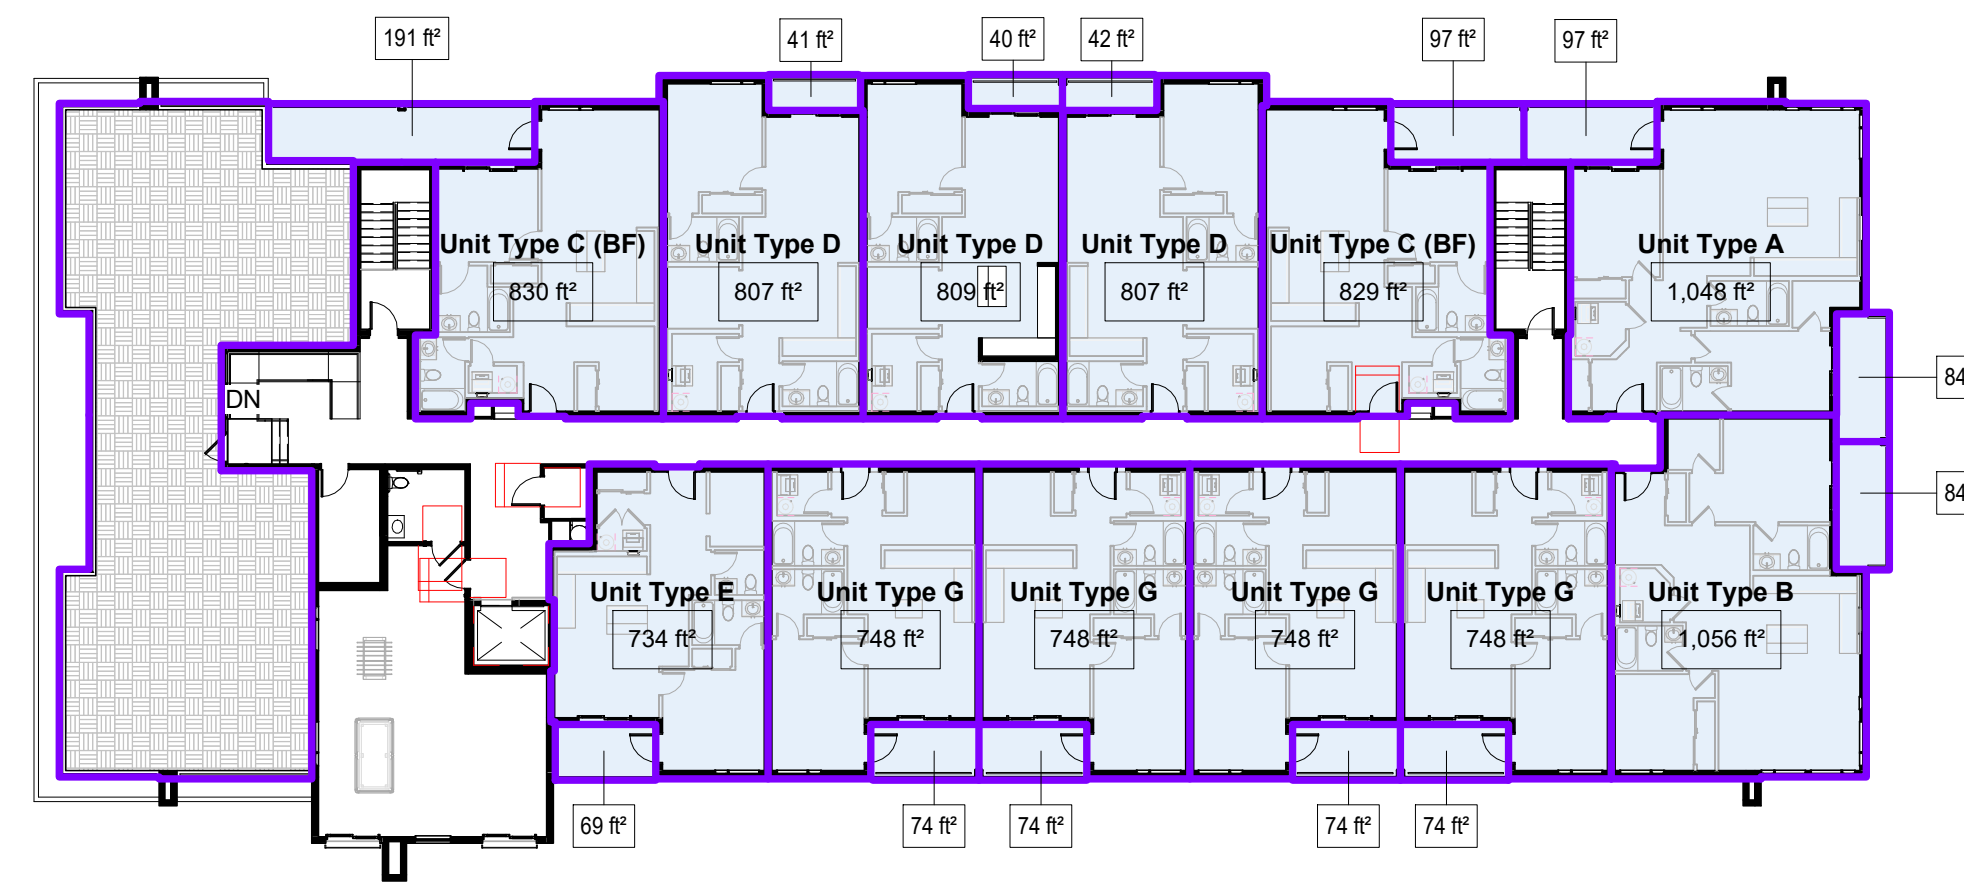 191 ft²
41 ft²
40 ft²
42 ft²
97 ft²
97 ft²
Unit Type C (BF)
830 ft²
Unit Type D
807 ft²
Unit Type D
809 ft²
Unit Type D
807 ft²
Unit Type C (BF)
829 ft²
Unit Type A
1,048 ft²
84
DN
84
Unit Type E
734 ft²
Unit Type G
748 ft²
Unit Type G
748 ft²
Unit Type G
748 ft²
Unit Type G
748 ft²
Unit Type B
1,056 ft²
69 ft²
74 ft²
74 ft²
74 ft²
74 ft²